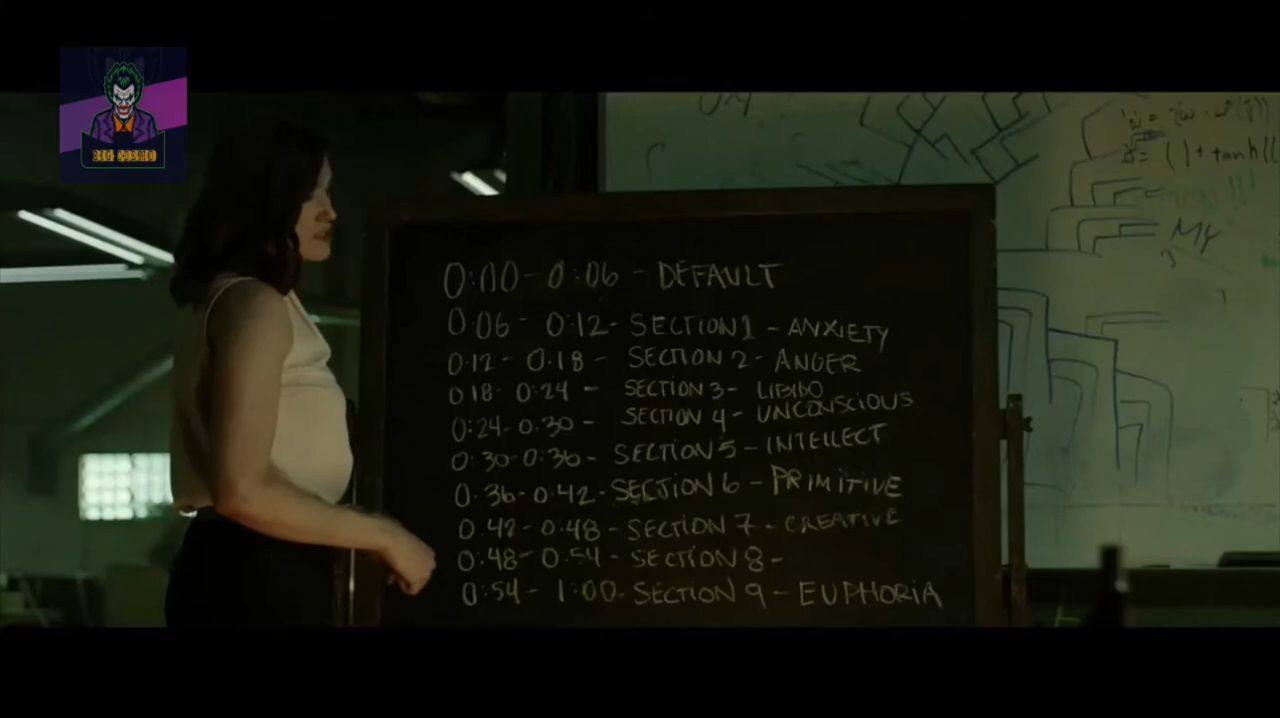 BIG COSMO
0:00 - 0:06 - DEFAULT
0:06 - 0:12 - SECTION 1 - ANXIETY
0:12 - 0.18 - SECTION 2 - ANGER
0 18 - 0:24 - SECTION 3 - LIBIDO
0:24 - 0:30 - SECTION 4 - UNCONSCIOUS
0:30 - 0:36 - SECTION 5 - INTELLECT
0:36 - 0:42 - SECTION 6 - PRIMITIVE
0:42 - 0:48 - SECTION 7 - CREATIVE
0:48 - 0:54 - SECTION 8 -
0:54 - 1:00 - SECTION 9 - EUPHORIA
My